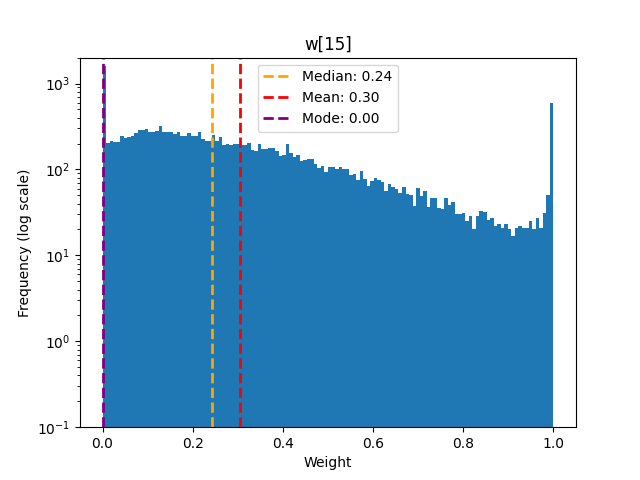 w[15]
Median: 0.24
Mean: 0.30
Mode: 0.00
Frequency (log scale)
10³
10²
10¹
10⁰
10⁻¹
0.0 0.2 0.4 0.6 0.8 1.0
Weight